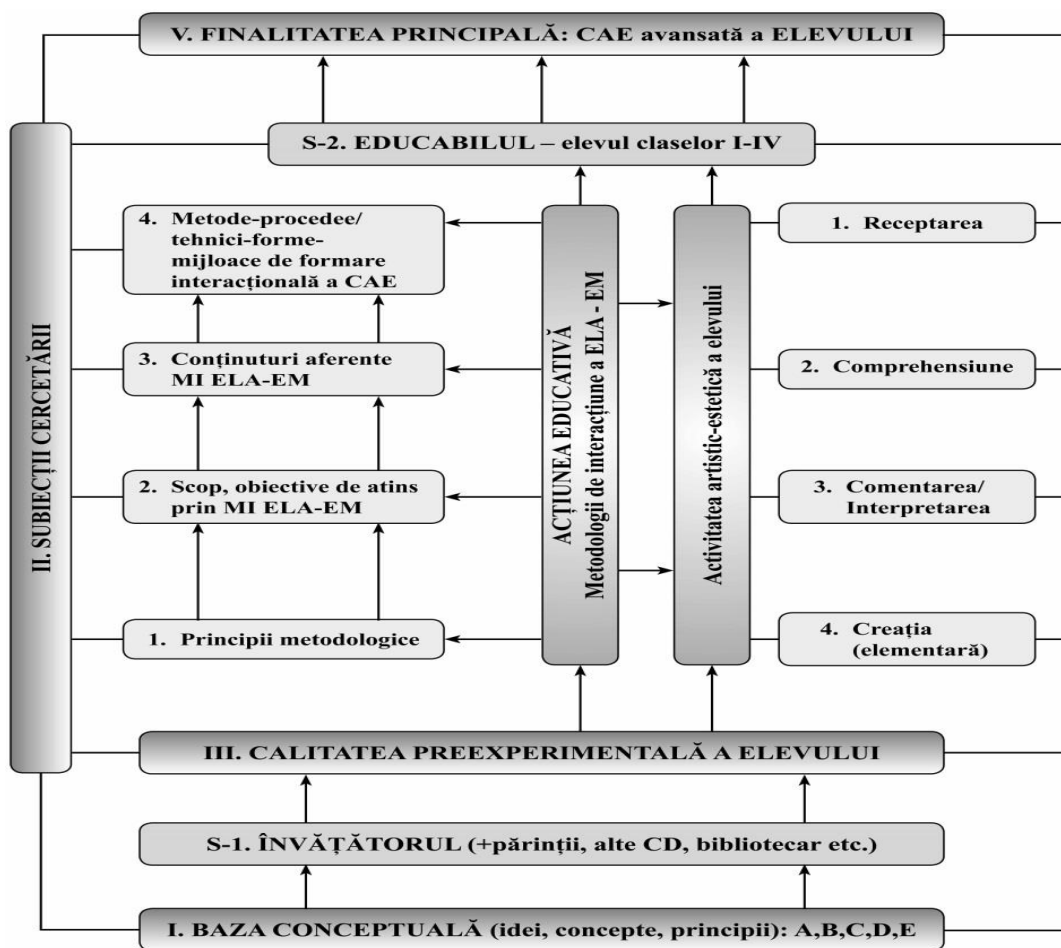 V. FINALITATEA PRINCIPALĂ: CAE avansată a ELEVULUI
S-2. EDUCABILUL – elevul claselor I-IV
II. SUBIECȚII CERCETĂRII
4. Metode-procedee/
tehnici-forme-
mijloace de formare
interacțională a CAE
3. Conținuturi aferente
MI ELA-EM
2. Scop, obiective de atins
prin MI ELA-EM
1. Principii metodologice
ACȚIUNEA EDUCATIVĂ
Metodologii de interacțiune a ELA - EM
Activitatea artistic-estetică a elevului
1. Receptarea
2. Comprehensiune
3. Comentarea/
Interpretarea
4. Creația
(elementară)
III. CALITATEA PREEXPERIMENTALĂ A ELEVULUI
S-1. ÎNVĂȚĂTORUL (+părinții, alte CD, bibliotecar etc.)
I. BAZA CONCEPTUALĂ (idei, concepte, principii): A,B,C,D,E